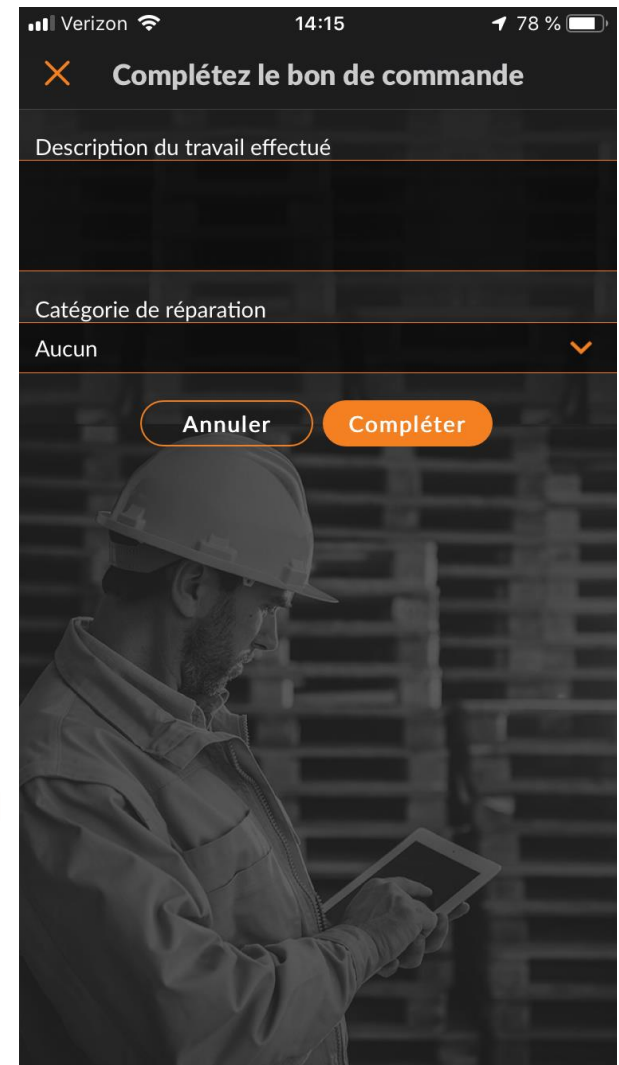 Verizon 14:15 78 %
Complétez le bon de commande
Description du travail effectué
Catégorie de réparation
Aucun
Annuler Compléter